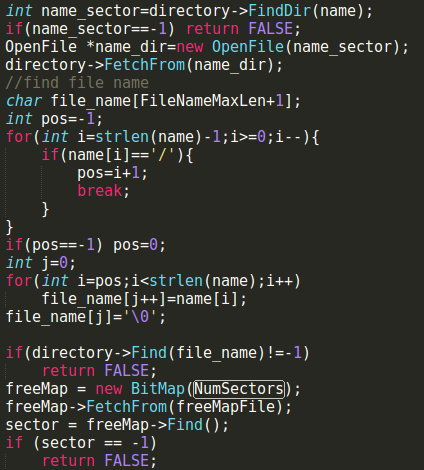 int name_sector=directory->FindDir(name);
if(name_sector==-1) return FALSE;
OpenFile *name_dir=new OpenFile(name_sector);
directory->FetchFrom(name_dir);
//find file name
char file_name[FileNameMaxLen+1];
int pos=-1;
for(int i=strlen(name)-1;i>=0;i--){
    if(name[i]=='/'){
        pos=i+1;
        break;
    }
}
if(pos==-1) pos=0;
int j=0;
for(int i=pos;i<strlen(name);i++)
    file_name[j++]=name[i];
file_name[j]='\0';

if(directory->Find(file_name)!=-1)
    return FALSE;
freeMap = new BitMap(NumSectors);
freeMap->FetchFrom(freeMapFile);
sector = freeMap->Find();
if (sector == -1)
    return FALSE;